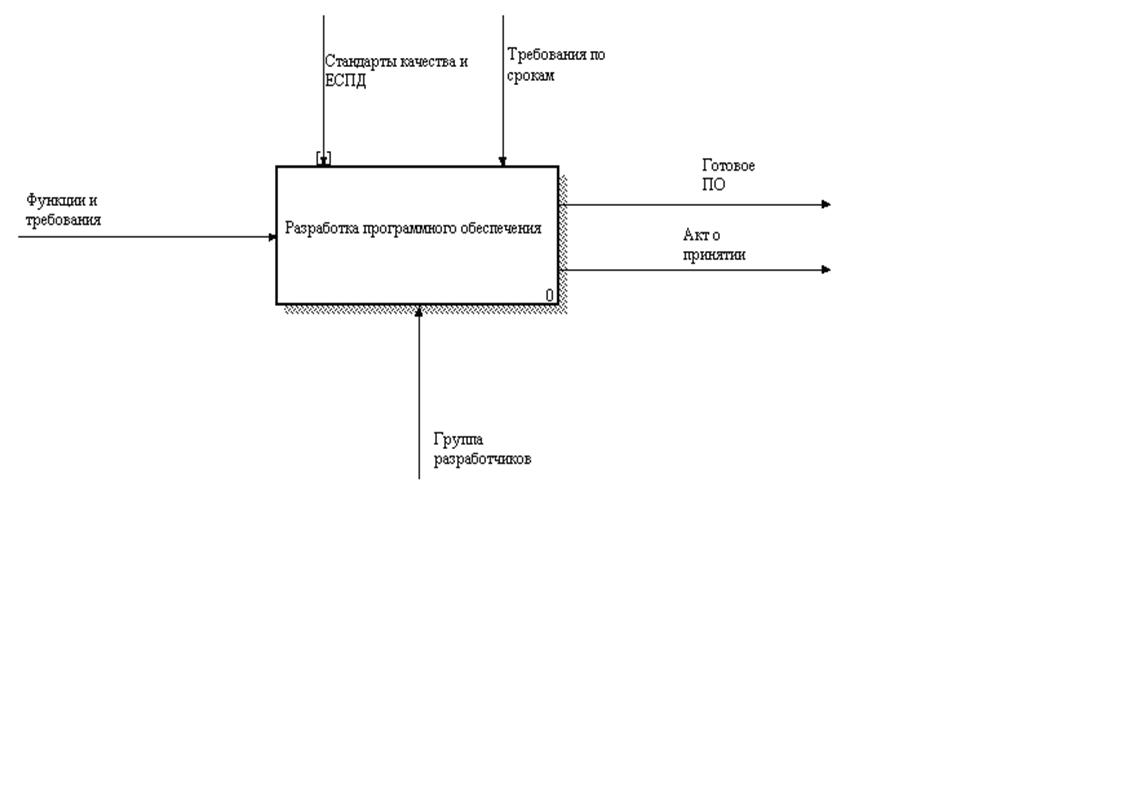 Стандарты качества и
ЕСПД
Требования по
срокам
Готовое
ПО
Функции и
требования
Разработка программного обеспечения
Акт о
принятии
0
Группа
разработчиков